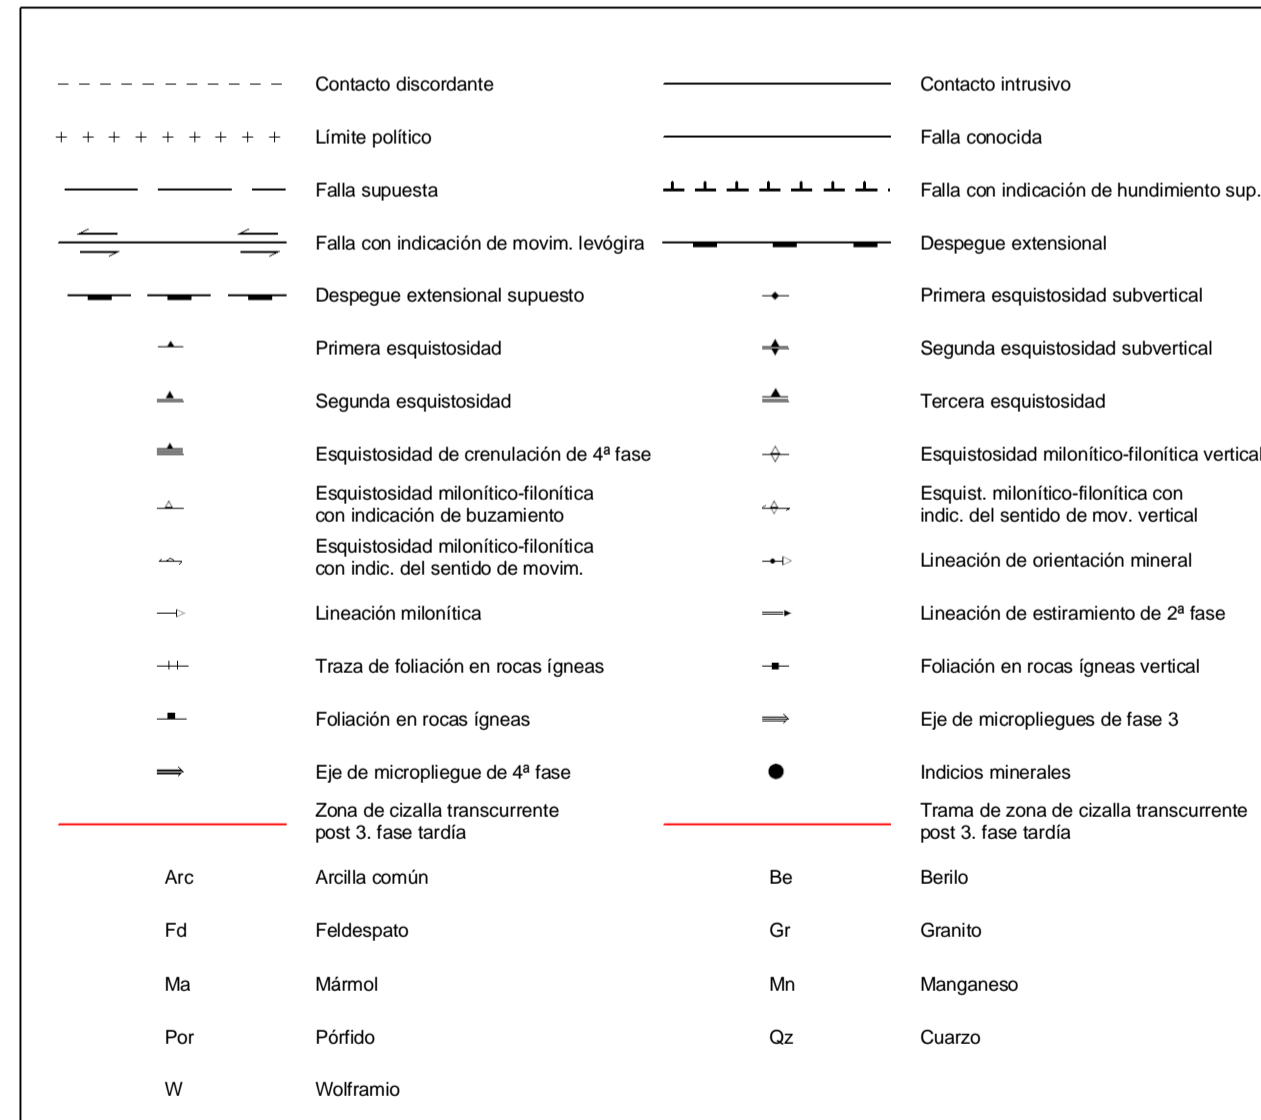 Contacto discordante
Contacto intrusivo
Límite político
Falla conocida
Falla supuesta
Falla con indicación de hundimiento sup.
Falla con indicación de movim. levógira
Despegue extensional
Despegue extensional supuesto
Primera esquistosidad subvertical
Primera esquistosidad
Segunda esquistosidad subvertical
Segunda esquistosidad
Tercera esquistosidad
Esquistosidad de crenulación de 4ª fase
Esquistosidad milonítico-filonítica vertical
Esquistosidad milonítico-filonítica
con indicación de buzamiento
Esquist. milonítico-filonítica con
indic. del sentido de mov. vertical
Esquistosidad milonítico-filonítica
con indic. del sentido de movim.
Lineación de orientación mineral
Lineación milonítica
Lineación de estiramiento de 2ª fase
Traza de foliación en rocas ígneas
Foliación en rocas ígneas vertical
Foliación en rocas ígneas
Eje de micropliegues de fase 3
Eje de micropliegue de 4ª fase
Indicios minerales
Zona de cizalla transcurrente
post 3. fase tardía
Trama de zona de cizalla transcurrente
post 3. fase tardía
Arc Arcilla común
Be Berilo
Fd Feldespato
Gr Granito
Ma Mármol
Mn Manganeso
Por Pórfido
Qz Cuarzo
W Wolframio